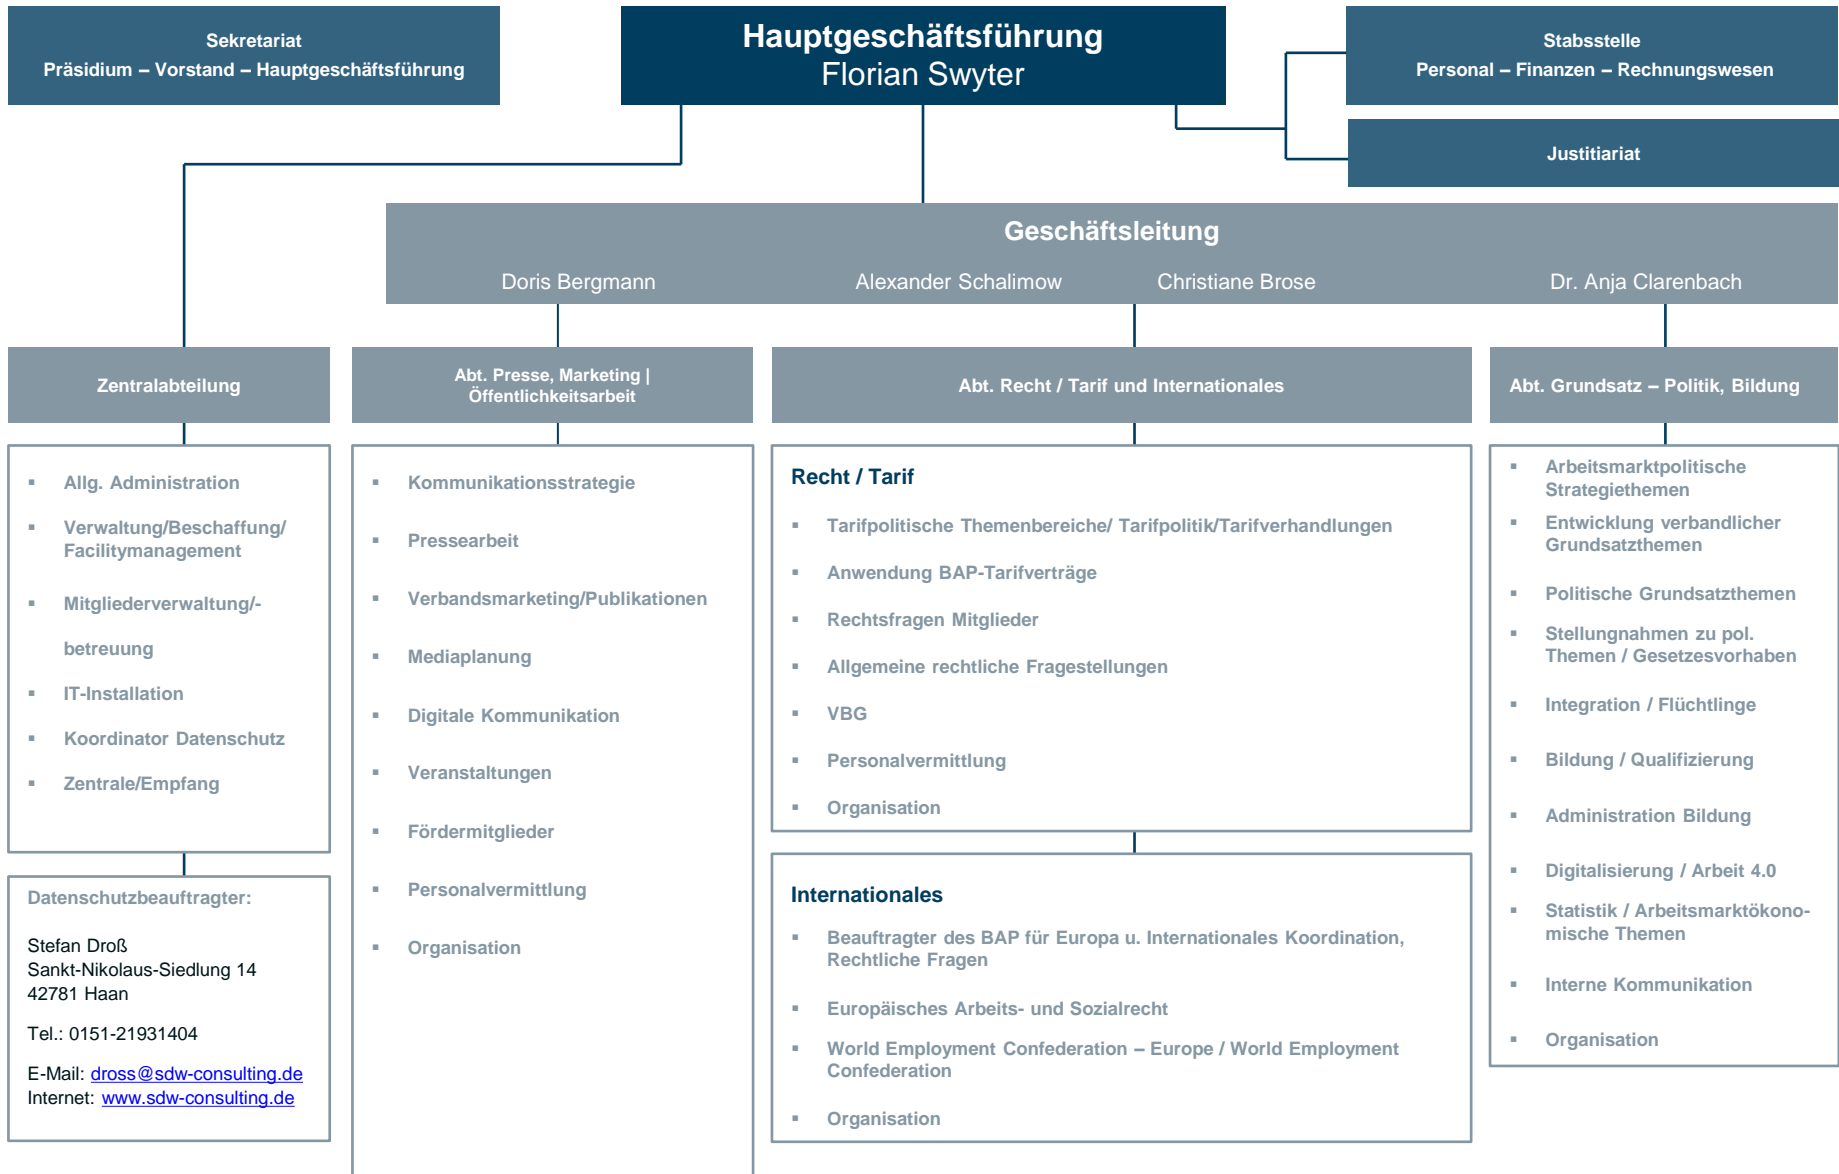 Sekretariat
Präsidium – Vorstand – Hauptgeschäftsführung
Hauptgeschäftsführung
Florian Swyter
Stabsstelle
Personal – Finanzen – Rechnungswesen
Justitiariat
Geschäftsleitung
Doris Bergmann
Alexander Schalimow
Christiane Brose
Dr. Anja Clarenbach
Zentralabteilung
▪ Allg. Administration
▪ Verwaltung/Beschaffung/
Facilitymanagement
▪ Mitgliederverwaltung/-
betreuung
▪ IT-Installation
▪ Koordinator Datenschutz
▪ Zentrale/Empfang
Datenschutzbeauftragter:
Stefan Droß
Sankt-Nikolaus-Siedlung 14
42781 Haan
Tel.: 0151-21931404
E-Mail: dross@sdw-consulting.de
Internet: www.sdw-consulting.de
Abt. Presse, Marketing |
Öffentlichkeitsarbeit
▪ Kommunikationsstrategie
▪ Pressearbeit
▪ Verbandsmarketing/Publikationen
▪ Mediaplanung
▪ Digitale Kommunikation
▪ Veranstaltungen
▪ Fördermitglieder
▪ Personalvermittlung
▪ Organisation
Abt. Recht / Tarif und Internationales
Recht / Tarif
▪ Tarifpolitische Themenbereiche/ Tarifpolitik/Tarifverhandlungen
▪ Anwendung BAP-Tarifverträge
▪ Rechtsfragen Mitglieder
▪ Allgemeine rechtliche Fragestellungen
▪ VBG
▪ Personalvermittlung
▪ Organisation
Internationales
▪ Beauftragter des BAP für Europa u. Internationales Koordination,
Rechtliche Fragen
▪ Europäisches Arbeits- und Sozialrecht
▪ World Employment Confederation – Europe / World Employment
Confederation
▪ Organisation
Abt. Grundsatz – Politik, Bildung
▪ Arbeitsmarktpolitische
Strategiethemen
▪ Entwicklung verbandlicher
Grundsatzthemen
▪ Politische Grundsatzthemen
▪ Stellungnahmen zu pol.
Themen / Gesetzesvorhaben
▪ Integration / Flüchtlinge
▪ Bildung / Qualifizierung
▪ Administration Bildung
▪ Digitalisierung / Arbeit 4.0
▪ Statistik / Arbeitsmarktökono-
mische Themen
▪ Interne Kommunikation
▪ Organisation